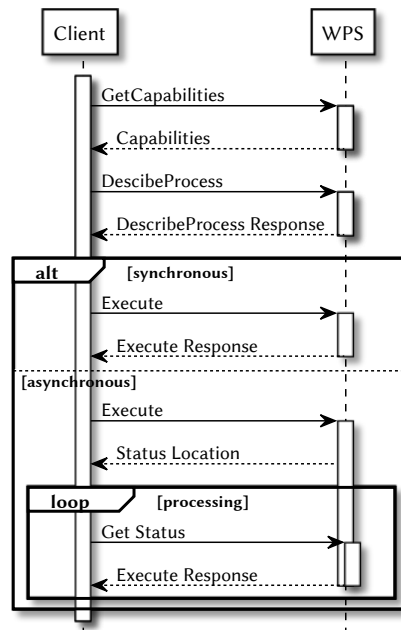 Client WPS
GetCapabilities
Capabilities
DescibeProcess
DescribeProcess Response
alt [synchronous]
Execute
Execute Response
[asynchronous]
Execute
Status Location
loop [processing]
Get Status
Execute Response